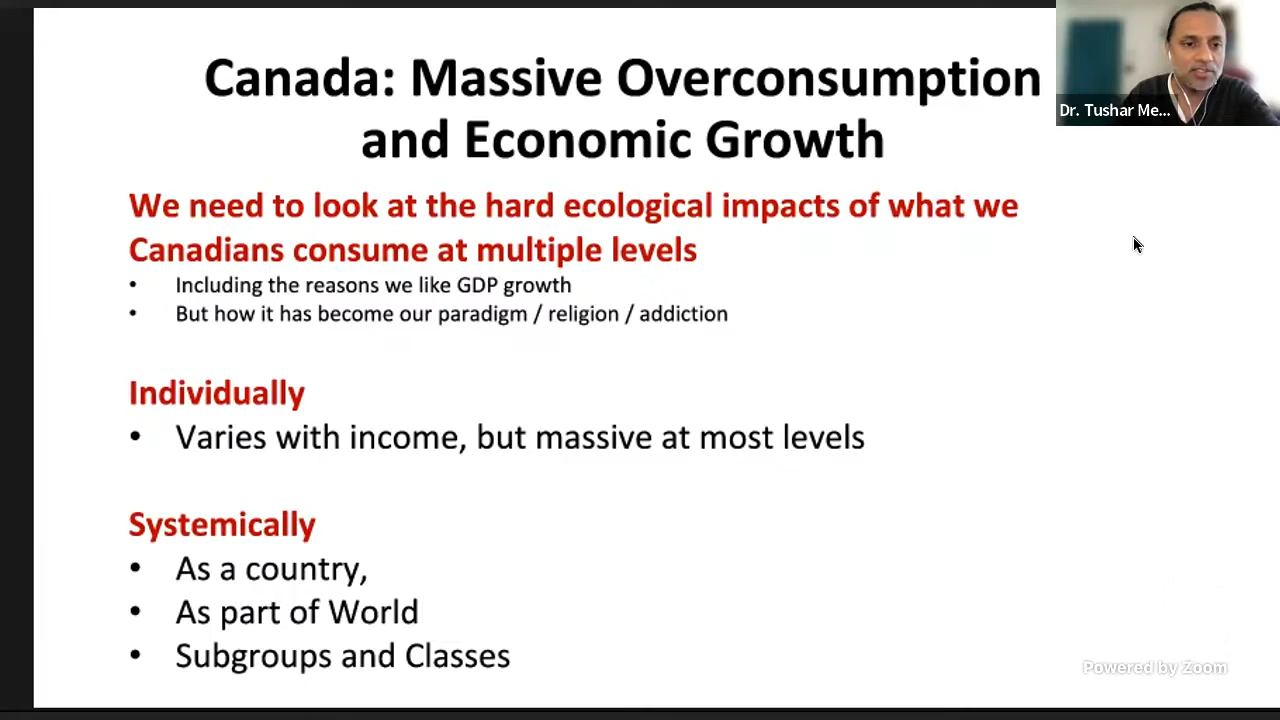 Canada: Massive Overconsumption
and Economic Growth
Dr. Tushar Me...
We need to look at the hard ecological impacts of what we
Canadians consume at multiple levels
• Including the reasons we like GDP growth
• But how it has become our paradigm / religion / addiction
Individually
• Varies with income, but massive at most levels
Systemically
• As a country,
• As part of World
• Subgroups and Classes
Powered by Zoom